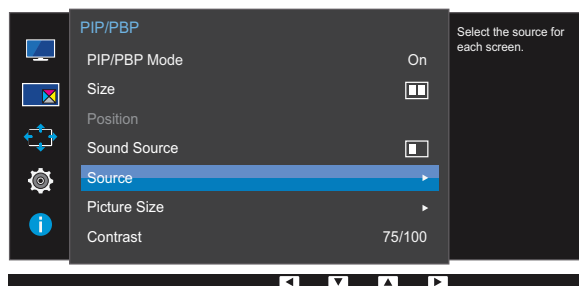 PIP/PBP
PIP/PBP Mode On
Size
Position
Sound Source
Source
Picture Size
Contrast 75/100
Select the source for
each screen.